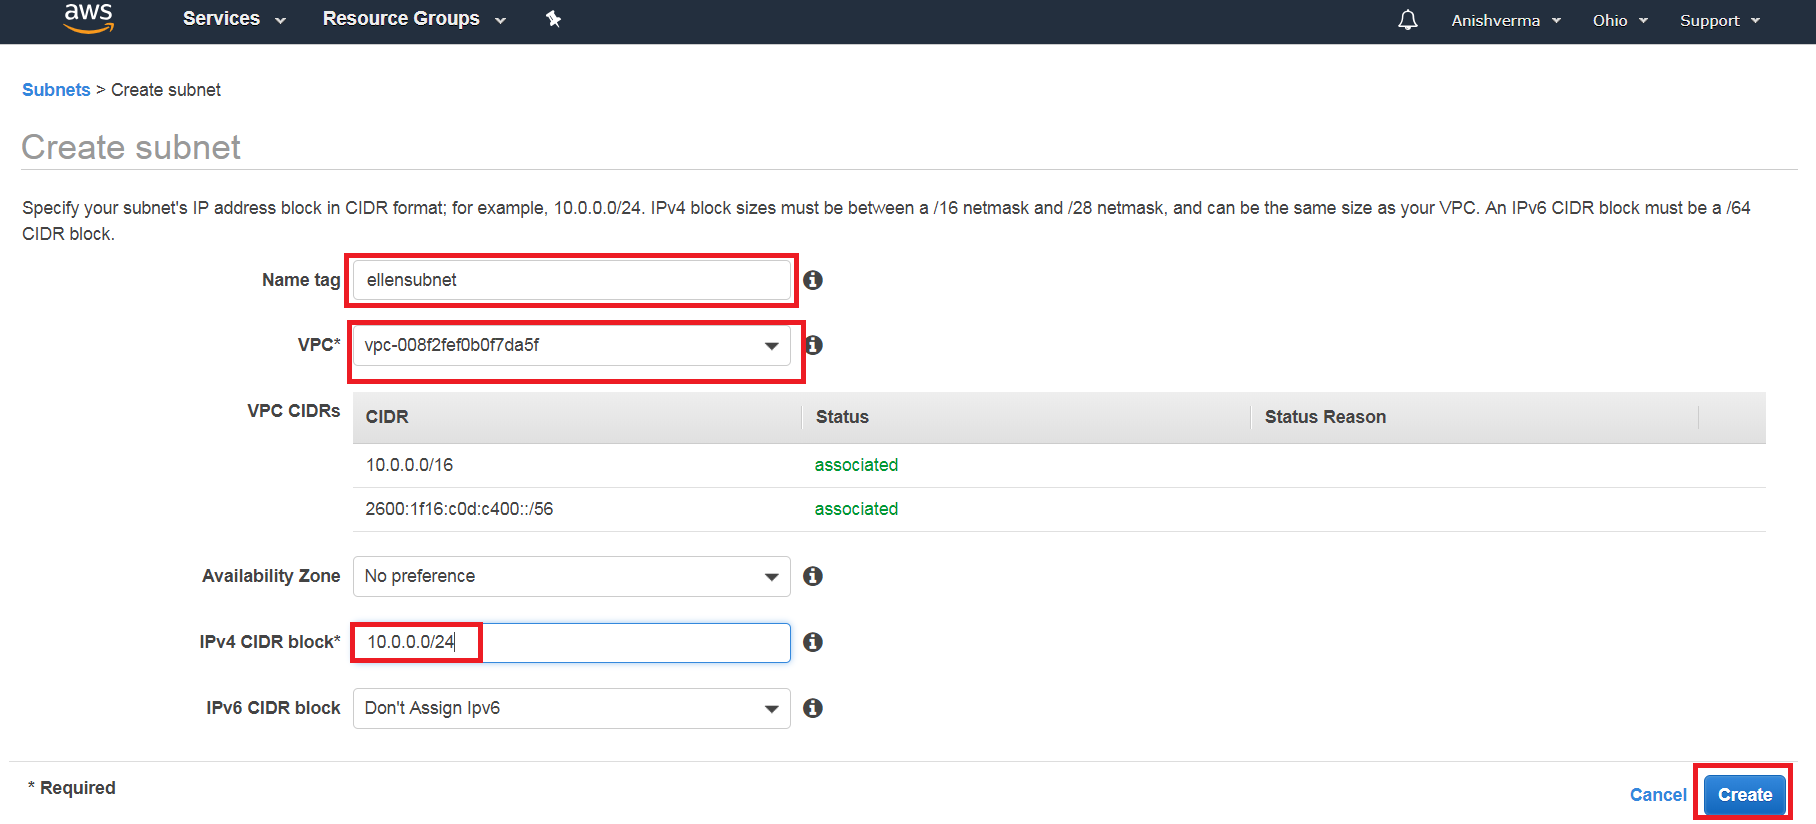 aws Services Resource Groups Anishverma Ohio Support
Subnets > Create subnet
Create subnet
Specify your subnet's IP address block in CIDR format; for example, 10.0.0.0/24. IPv4 block sizes must be between a /16 netmask and /28 netmask, and can be the same size as your VPC. An IPv6 CIDR block must be a /64
CIDR block.
Name tag ellensubnet
VPC* vpc-008f2fef0b0f7da5f
VPC CIDRs CIDR Status Status Reason
10.0.0.0/16 associated
2600:1f16:c0d:c400::/56 associated
Availability Zone No preference
IPv4 CIDR block* 10.0.0.0/24
IPv6 CIDR block Don't Assign Ipv6
* Required
Cancel Create